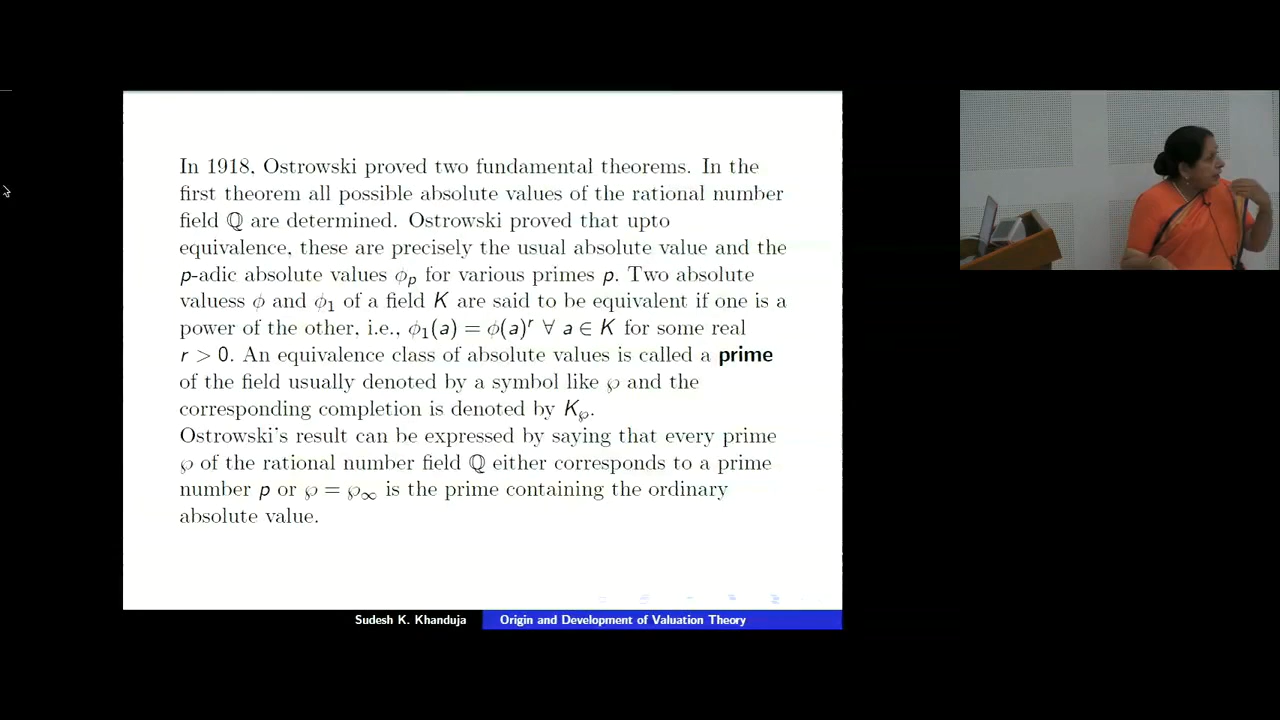 In 1918, Ostrowski proved two fundamental theorems. In the
first theorem all possible absolute values of the rational number
field ℚ are determined. Ostrowski proved that upto
equivalence, these are precisely the usual absolute value and the
p-adic absolute values ϕₚ for various primes p. Two absolute
valuess ϕ and ϕ₁ of a field K are said to be equivalent if one is a
power of the other, i.e., ϕ₁(a) = ϕ(a)ʳ ∀ a ∈ K for some real
r > 0. An equivalence class of absolute values is called a prime
of the field usually denoted by a symbol like ℘ and the
corresponding completion is denoted by K_℘.
Ostrowski's result can be expressed by saying that every prime
℘ of the rational number field ℚ either corresponds to a prime
number p or ℘ = ℘_∞ is the prime containing the ordinary
absolute value.
Sudesh K. Khanduja Origin and Development of Valuation Theory